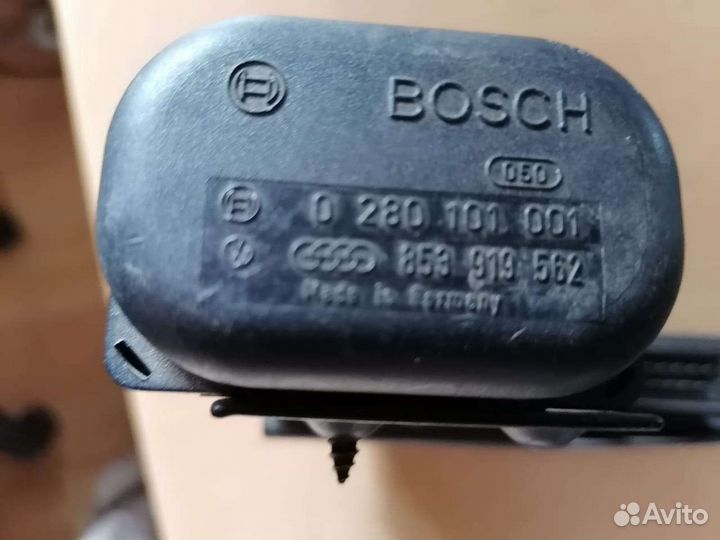 BOSCH
050
0 280 101 001
853 919 562
Made in Germany
Avito